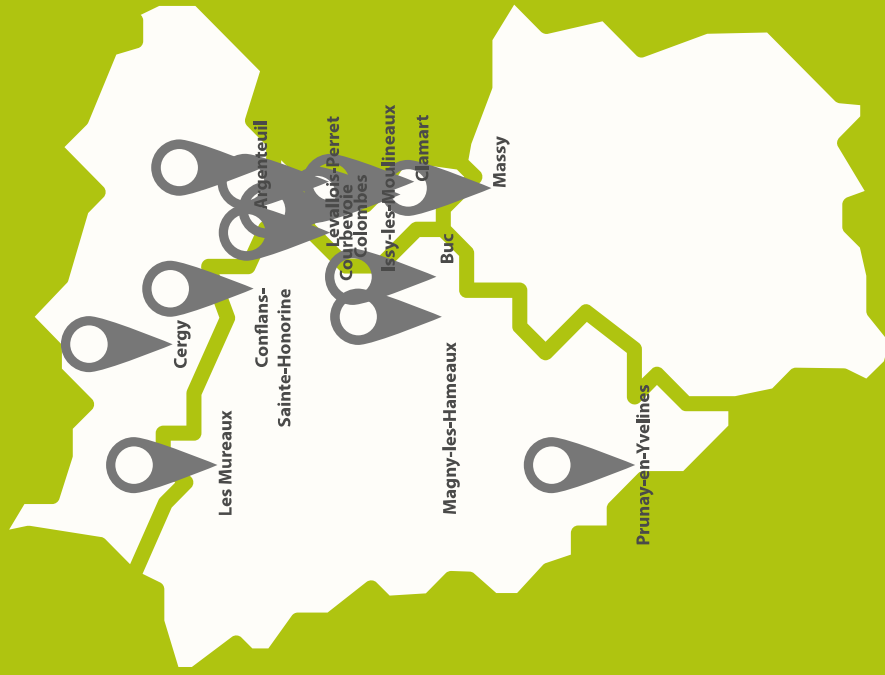 Cergy
Les Mureaux
Argenteuil
Conflans-
Sainte-Honorine
Levallois-Perret
Courbevoie
Colombes
Issy-les-Moulineaux
Clamart
Buc
Magny-les-Hameaux
Massy
Prunay-en-Yvelines